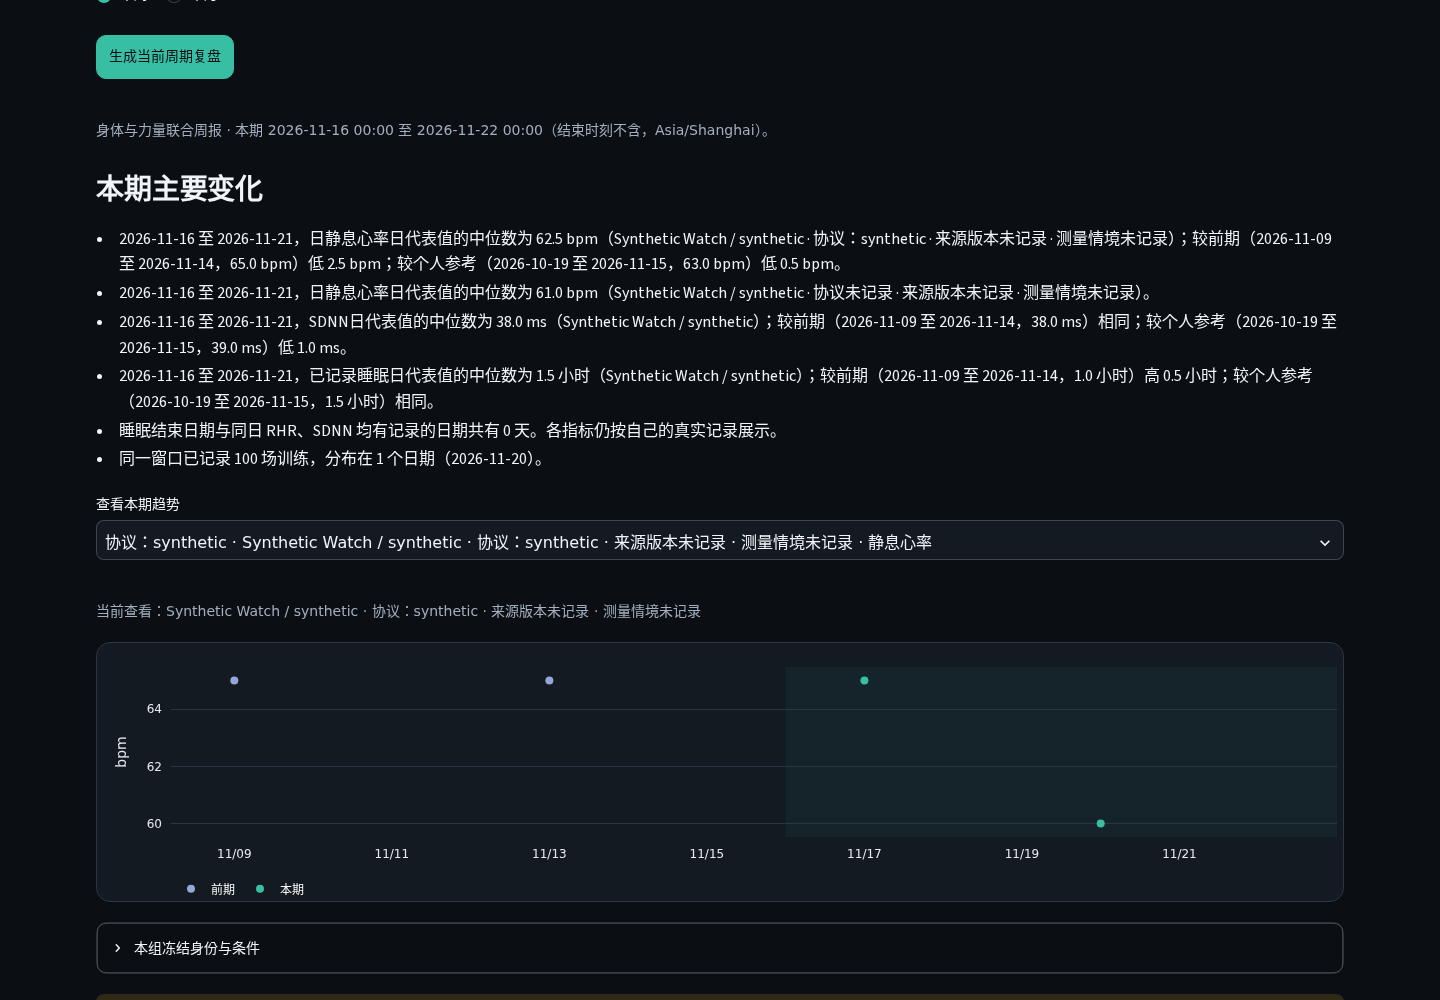 生成当前周期复盘
身体与力量联合周报 · 本期 2026-11-16 00:00 至 2026-11-22 00:00（结束时刻不含，Asia/Shanghai）。
本期主要变化
• 2026-11-16 至 2026-11-21，日静息心率日代表值的中位数为 62.5 bpm（Synthetic Watch / synthetic · 协议：synthetic · 来源版本未记录 · 测量情境未记录）；较前期（2026-11-09
至 2026-11-14，65.0 bpm）低 2.5 bpm；较个人参考（2026-10-19 至 2026-11-15，63.0 bpm）低 0.5 bpm。
• 2026-11-16 至 2026-11-21，日静息心率日代表值的中位数为 61.0 bpm（Synthetic Watch / synthetic · 协议未记录 · 来源版本未记录 · 测量情境未记录）。
• 2026-11-16 至 2026-11-21，SDNN日代表值的中位数为 38.0 ms（Synthetic Watch / synthetic）；较前期（2026-11-09 至 2026-11-14，38.0 ms）相同；较个人参考（2026-10-19 至
2026-11-15，39.0 ms）低 1.0 ms。
• 2026-11-16 至 2026-11-21，已记录睡眠日代表值的中位数为 1.5 小时（Synthetic Watch / synthetic）；较前期（2026-11-09 至 2026-11-14，1.0 小时）高 0.5 小时；较个人参考
（2026-10-19 至 2026-11-15，1.5 小时）相同。
• 睡眠结束日期与同日 RHR、SDNN 均有记录的日期共有 0 天。各指标仍按自己的真实记录展示。
• 同一窗口已记录 100 场训练，分布在 1 个日期（2026-11-20）。
查看本期趋势
协议：synthetic · Synthetic Watch / synthetic · 协议：synthetic · 来源版本未记录 · 测量情境未记录 · 静息心率
当前查看：Synthetic Watch / synthetic · 协议：synthetic · 来源版本未记录 · 测量情境未记录
64
bpm
62
60
11/09 11/11 11/13 11/15 11/17 11/19 11/21
前期 本期
本组冻结身份与条件